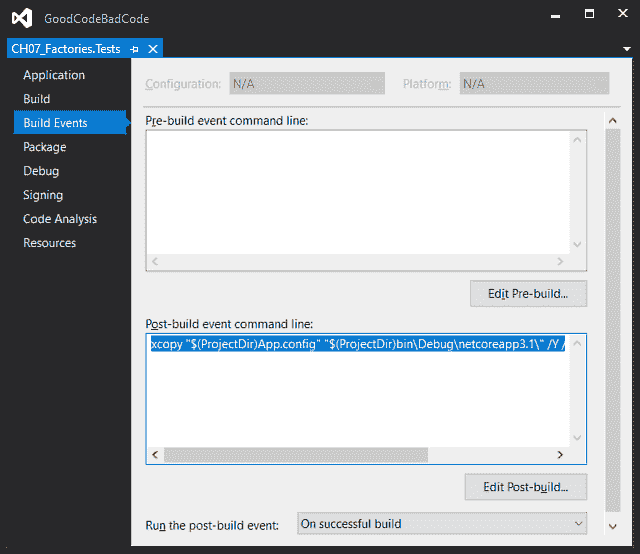 GoodCodeBadCode
CH07_Factories.Tests
Application
Build
Build Events
Package
Debug
Signing
Code Analysis
Resources
Configuration: N/A Platform: N/A
Pre-build event command line:
Edit Pre-build...
Post-build event command line:
xcopy "$(ProjectDir)App.config" "$(ProjectDir)bin\Debug\netcoreapp3.1\" /Y /
Edit Post-build...
Run the post-build event: On successful build